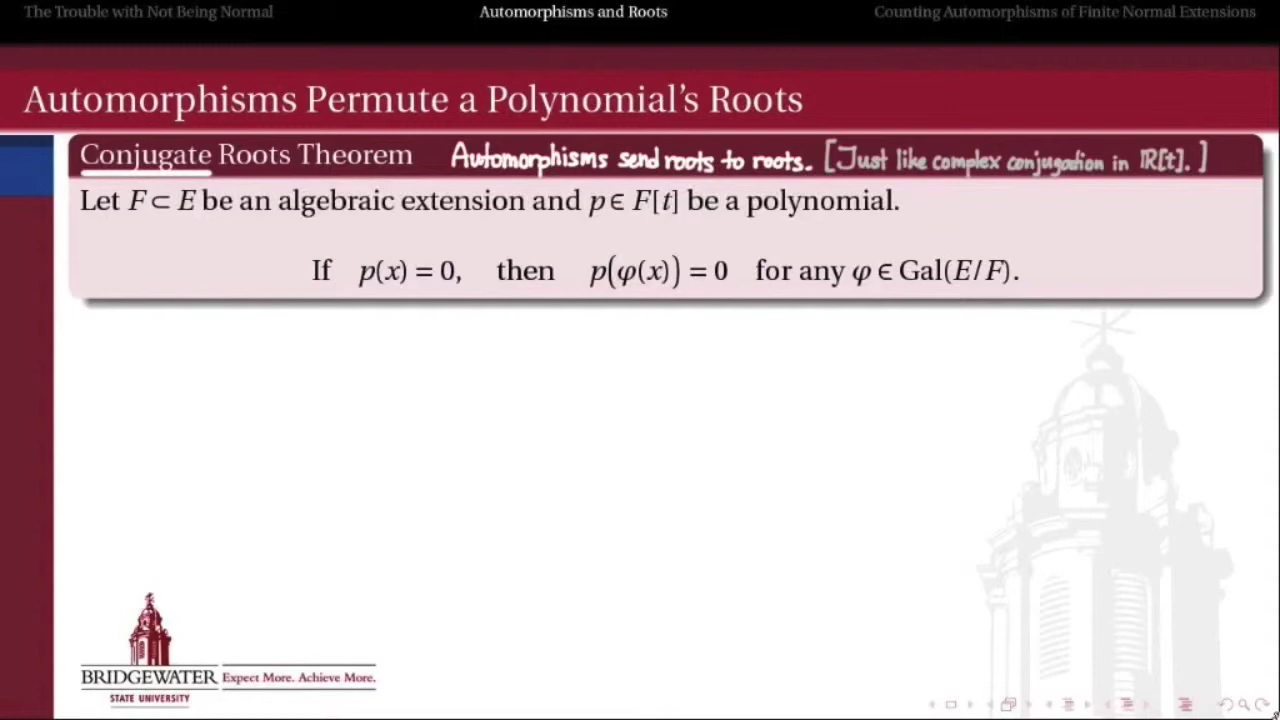 The Trouble with Not Being Normal Automorphisms and Roots Counting Automorphisms of Finite Normal Extensions
Automorphisms Permute a Polynomial's Roots
Conjugate Roots Theorem Automorphisms send roots to roots. [Just like complex conjugation in ℝ[t]. ]
Let F ⊂ E be an algebraic extension and p ∈ F[t] be a polynomial.
If p(x) = 0, then p(φ(x)) = 0 for any φ ∈ Gal(E/F).
BRIDGEWATER Expect More. Achieve More.
STATE UNIVERSITY